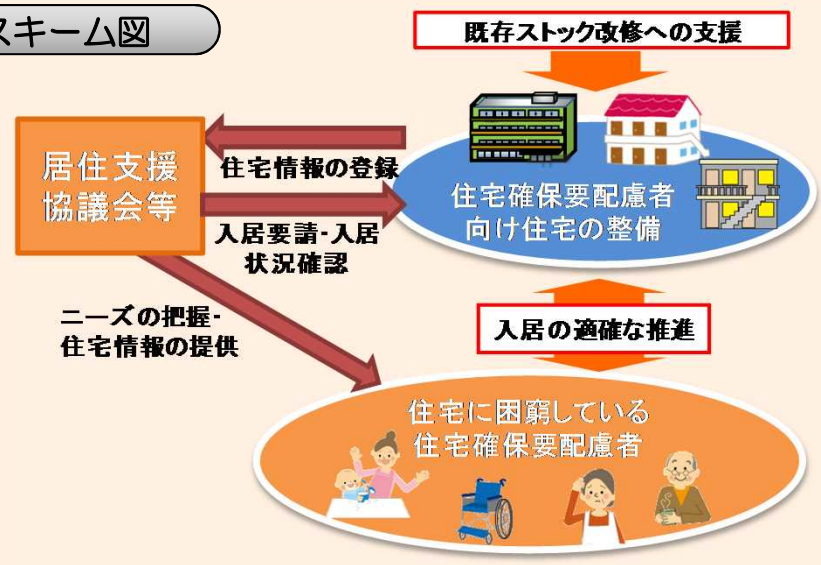 スキーム図
既存ストック改修への支援
居住支援
協議会等
住宅情報の登録
住宅確保要配慮者
向け住宅の整備
入居要請・入居
状況確認
ニーズの把握・
住宅情報の提供
入居の適確な推進
住宅に困窮している
住宅確保要配慮者